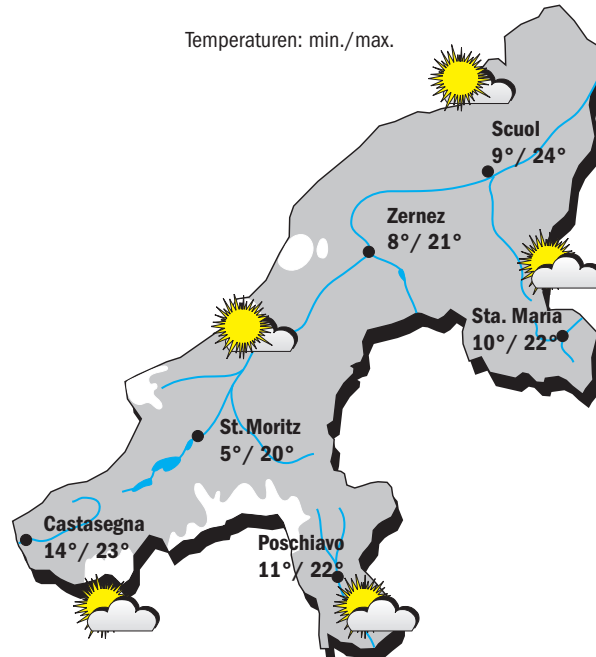 Temperaturen: min./max.
Scuol
9°/ 24°
Zernez
8°/ 21°
Sta. Maria
10°/ 22°
St. Moritz
5°/ 20°
Castasegna
14°/ 23°
Poschiavo
11°/ 22°